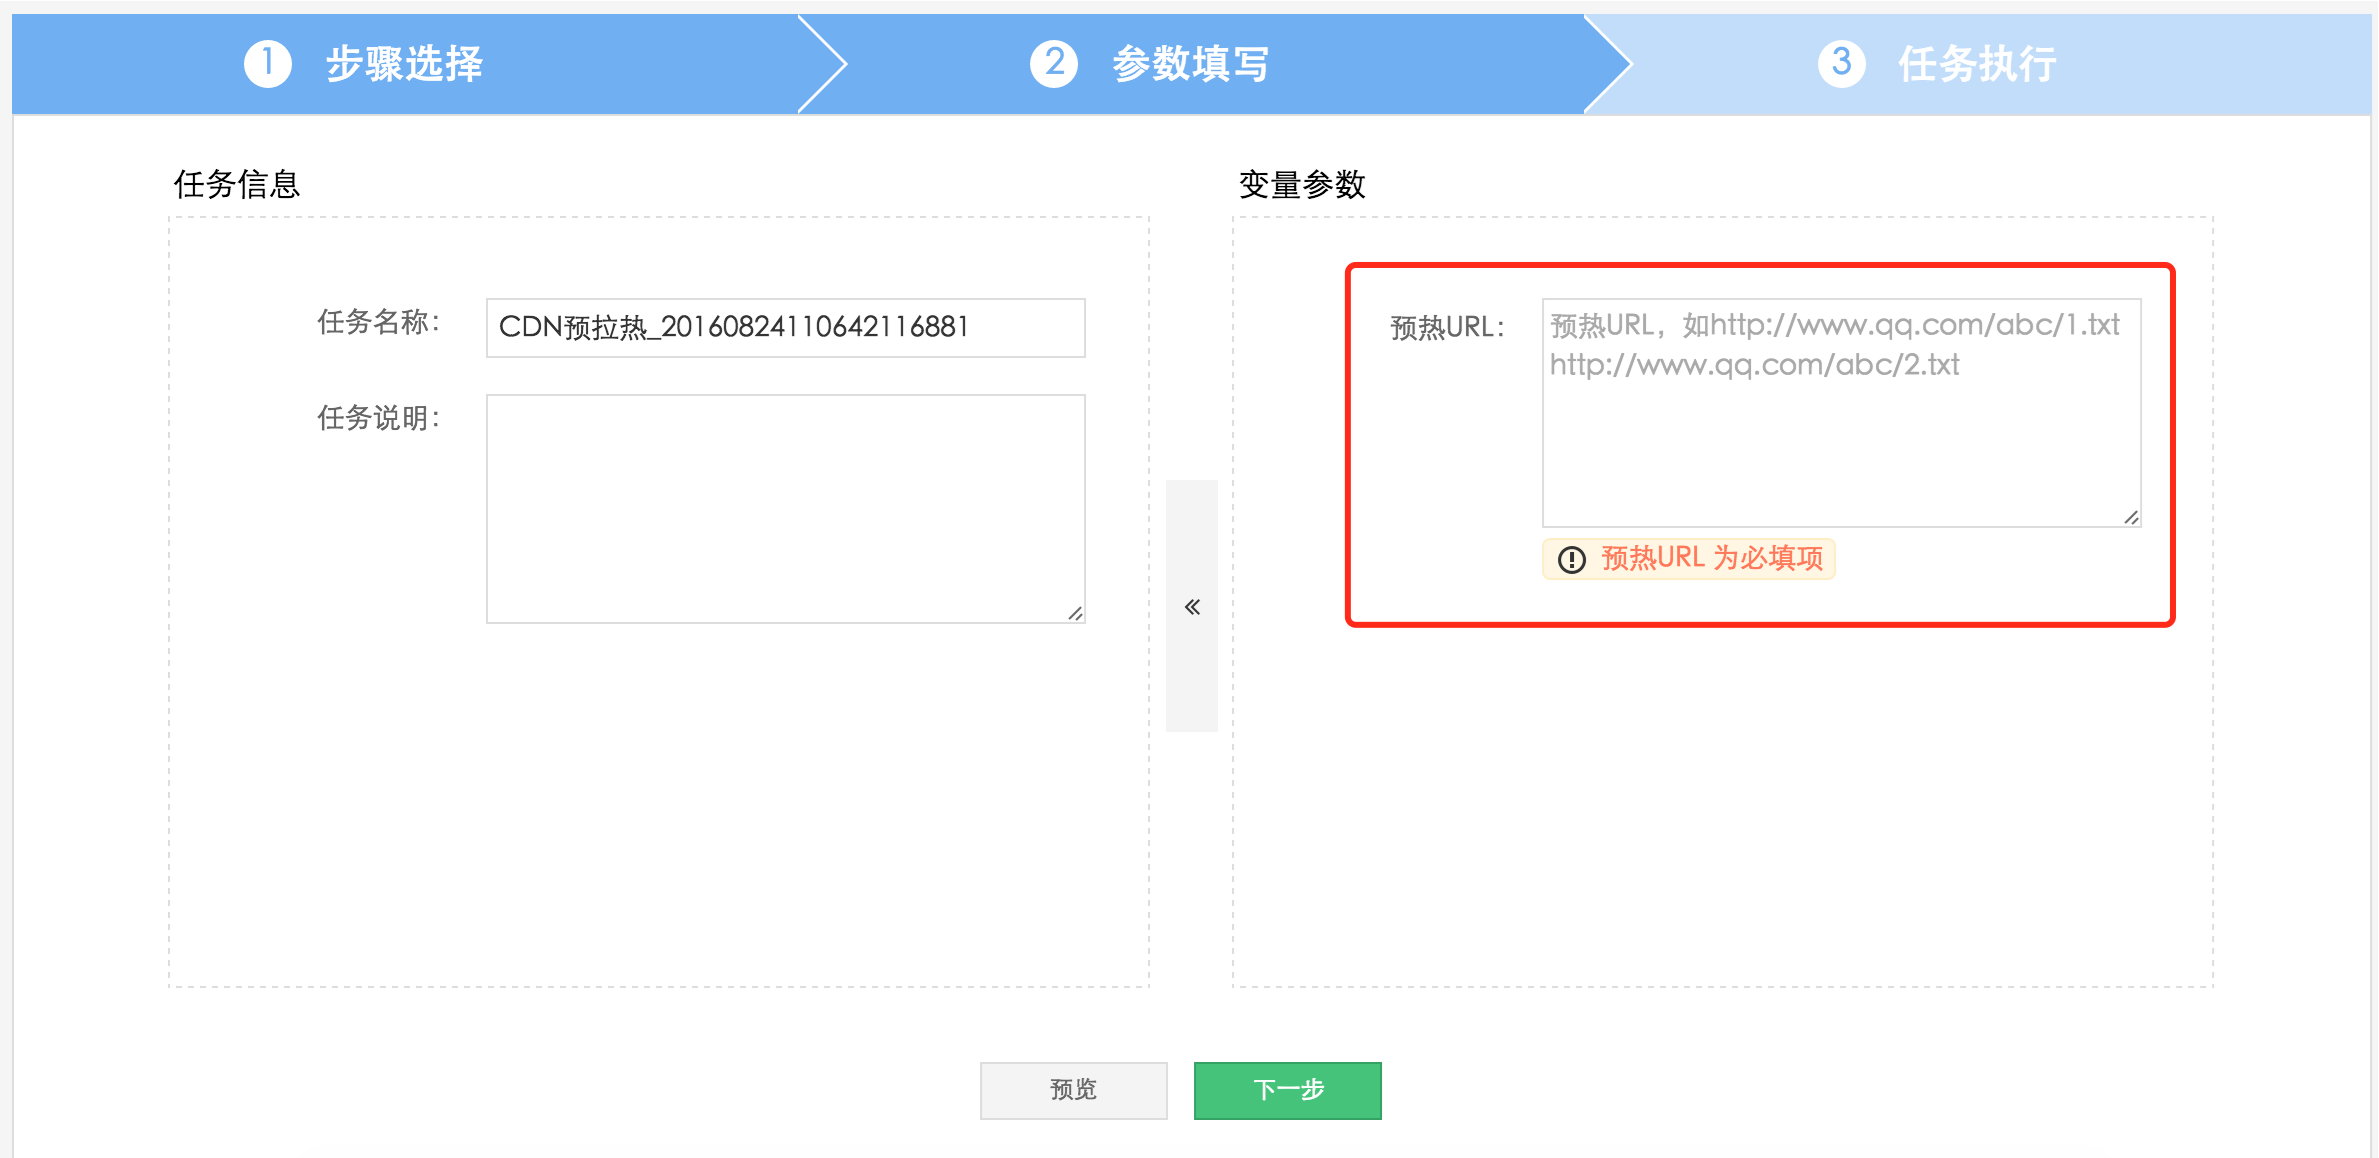 1 步骤选择
2 参数填写
3 任务执行
任务信息
任务名称：
CDN预拉热_20160824110642116881
任务说明：
«
变量参数
预热URL：
预热URL，如http://www.qq.com/abc/1.txt
http://www.qq.com/abc/2.txt
预热URL 为必填项
预览
下一步